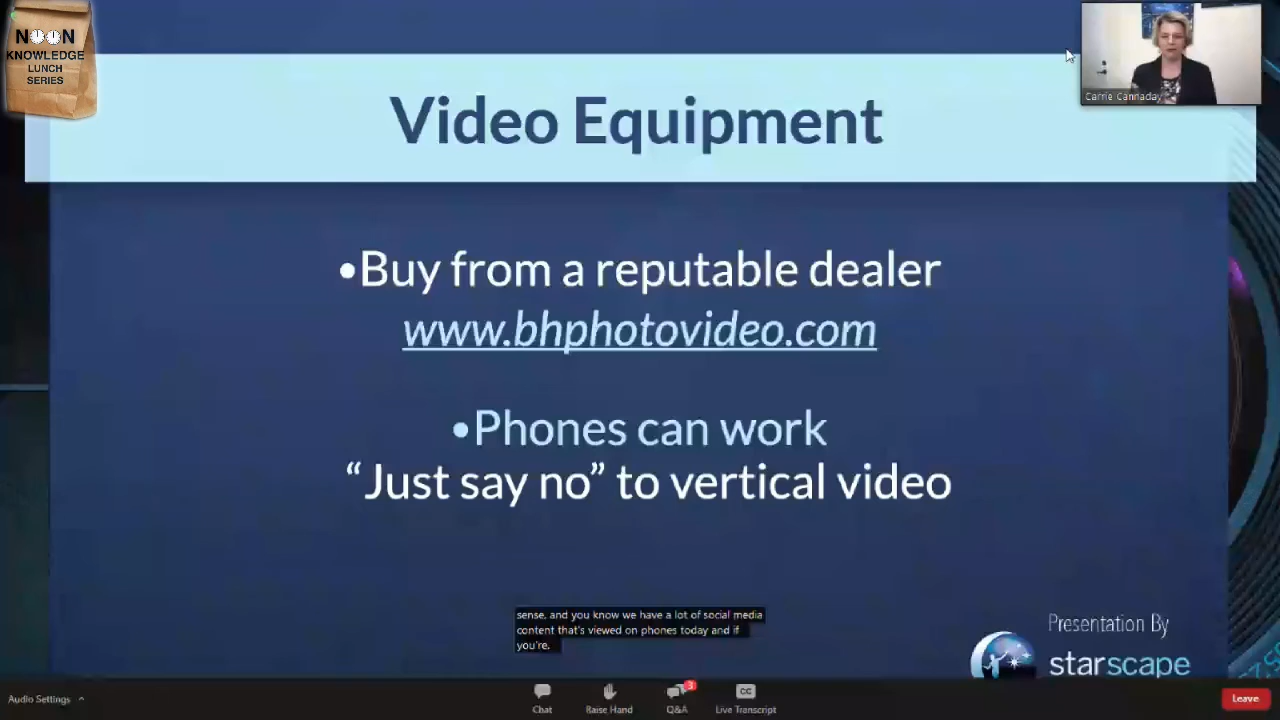 NOON
KNOWLEDGE
LUNCH
SERIES
Carrie Cannaday
Video Equipment
•Buy from a reputable dealer
www.bhphotovideo.com
•Phones can work
“Just say no” to vertical video
sense, and you know we have a lot of social media
content that's viewed on phones today and if
you're.
Presentation By
starscape
Audio Settings
Chat
Raise Hand
3
Q&A
CC
Live Transcript
Leave